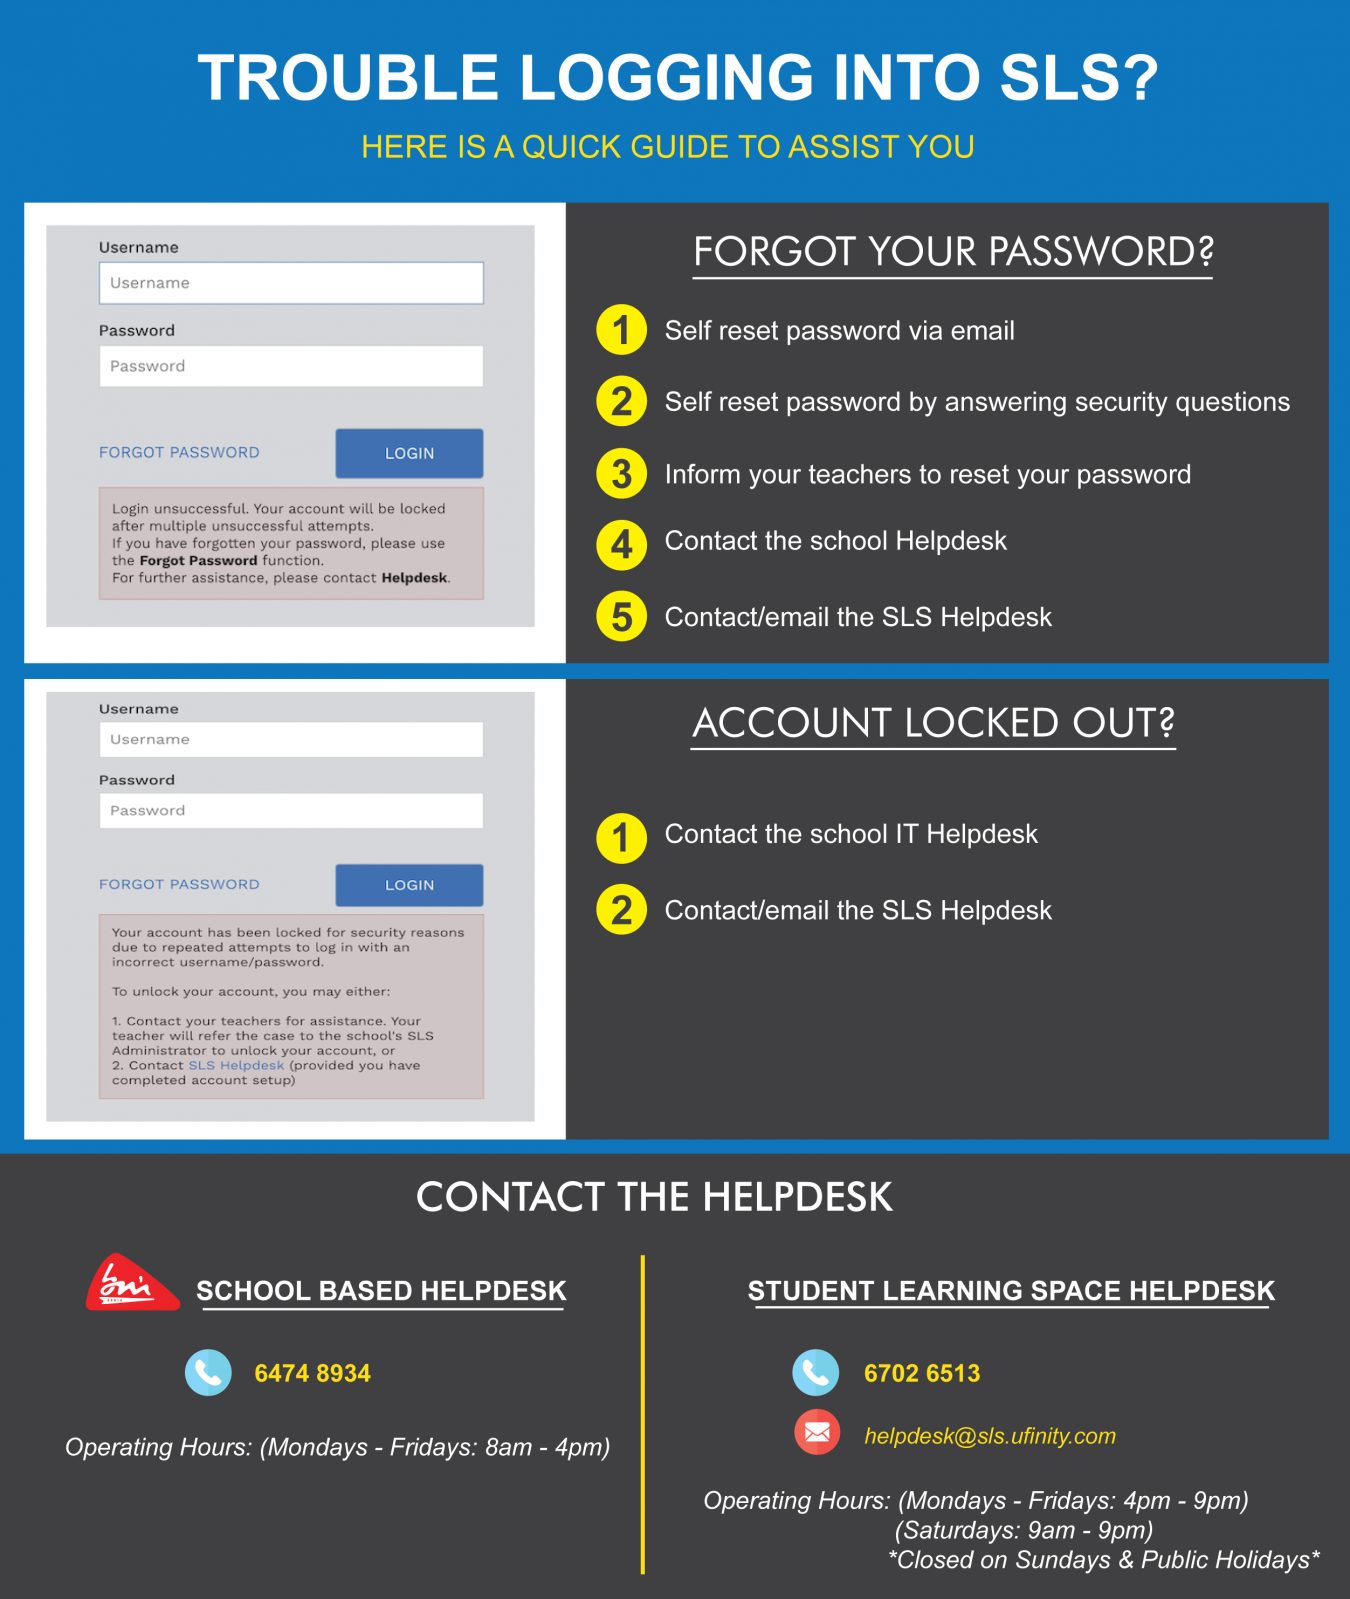 TROUBLE LOGGING INTO SLS?
HERE IS A QUICK GUIDE TO ASSIST YOU
Username
Username
Password
Password
FORGOT PASSWORD
LOGIN
Login unsuccessful. Your account will be locked
after multiple unsuccessful attempts.
If you have forgotten your password, please use
the Forgot Password function.
For further assistance, please contact Helpdesk.
FORGOT YOUR PASSWORD?
1 Self reset password via email
2 Self reset password by answering security questions
3 Inform your teachers to reset your password
4 Contact the school Helpdesk
5 Contact/email the SLS Helpdesk
Username
Username
Password
Password
FORGOT PASSWORD
LOGIN
Your account has been locked for security reasons
due to repeated attempts to log in with an
incorrect username/password.
To unlock your account, you may either:
1. Contact your teachers for assistance. Your
teacher will refer the case to the school's SLS
Administrator to unlock your account, or
2. Contact SLS Helpdesk (provided you have
completed account setup)
ACCOUNT LOCKED OUT?
1 Contact the school IT Helpdesk
2 Contact/email the SLS Helpdesk
CONTACT THE HELPDESK
SCHOOL BASED HELPDESK
6474 8934
Operating Hours: (Mondays - Fridays: 8am - 4pm)
STUDENT LEARNING SPACE HELPDESK
6702 6513
helpdesk@sls.ufinity.com
Operating Hours: (Mondays - Fridays: 4pm - 9pm)
(Saturdays: 9am - 9pm)
*Closed on Sundays & Public Holidays*